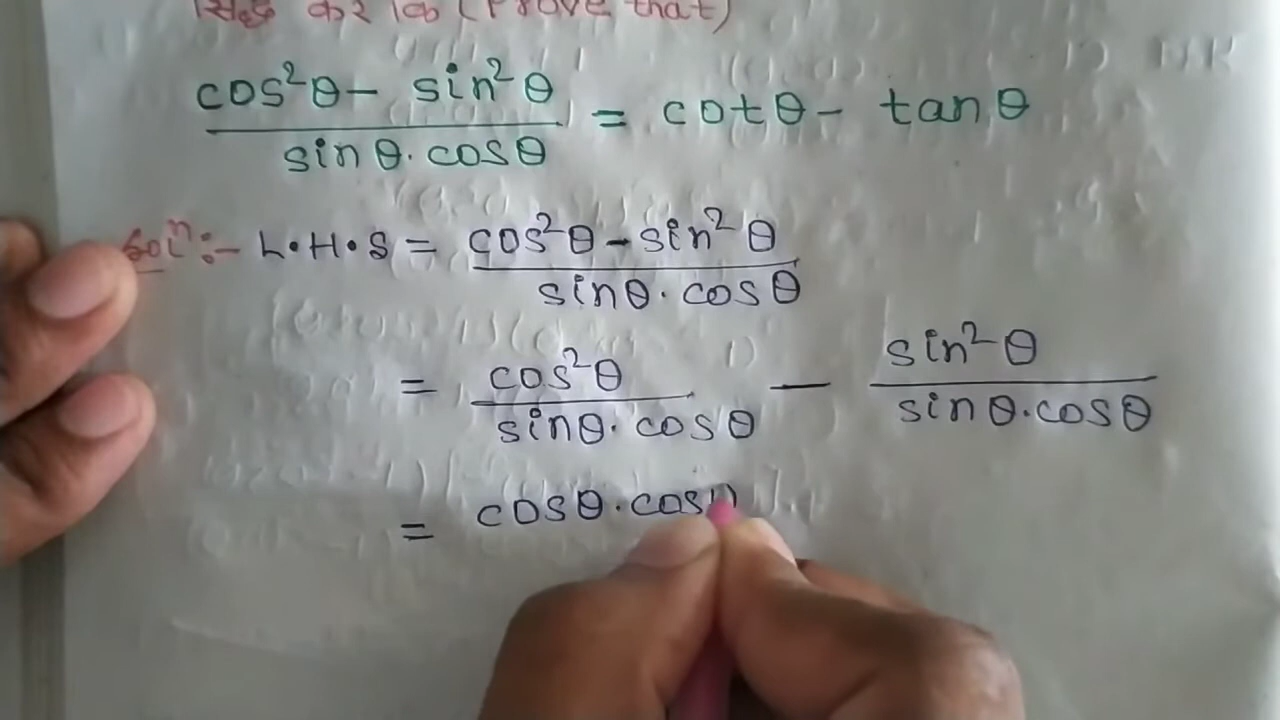 सिद्ध करें कि (Prove that)
cos²θ - sin²θ / sinθ.cosθ = cotθ - tanθ
Solⁿ:- L.H.S = cos²θ - sin²θ / sinθ.cosθ
= cos²θ / sinθ.cosθ - sin²θ / sinθ.cosθ
= cosθ.cos